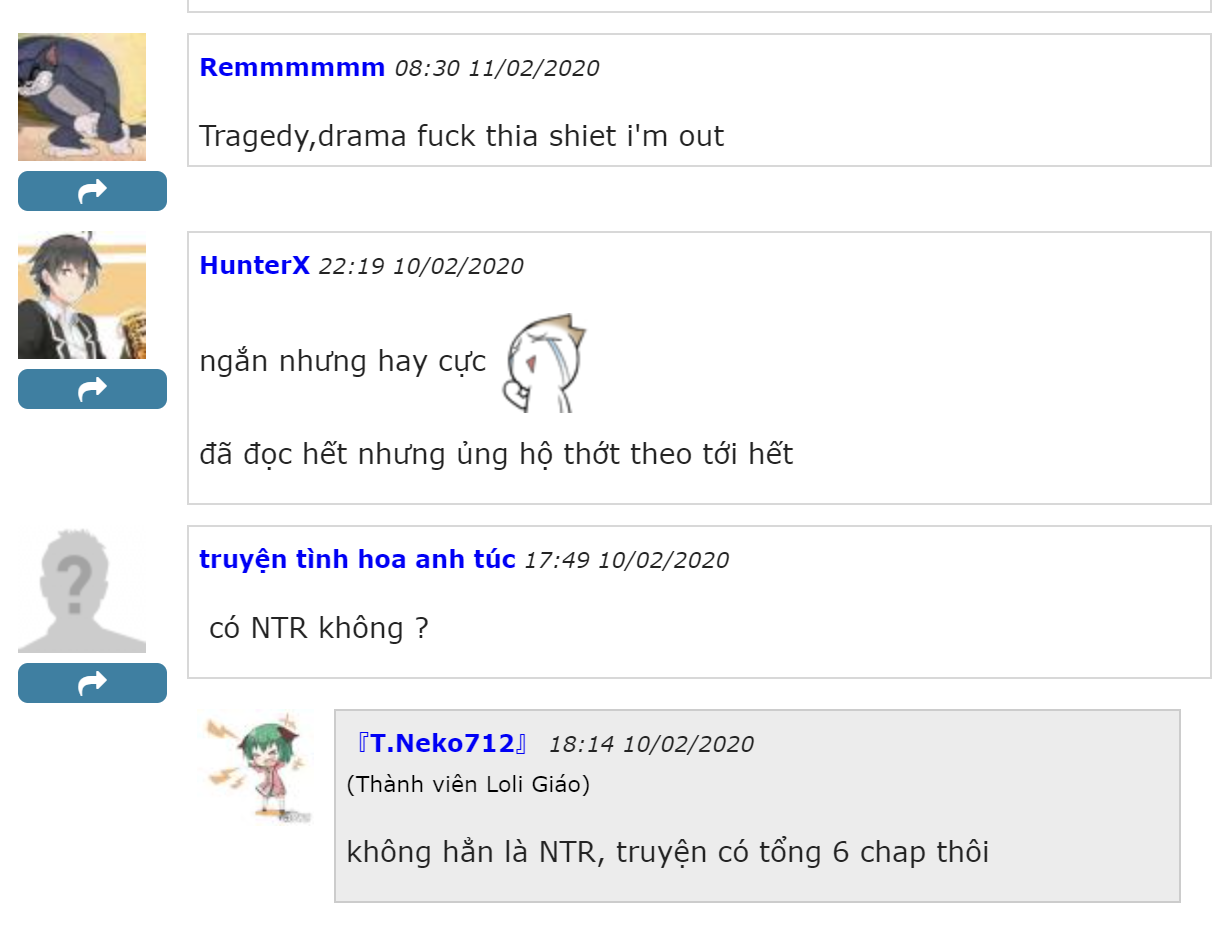 Remmmmmm 08:30 11/02/2020
Tragedy,drama fuck thia shiet i'm out
HunterX 22:19 10/02/2020
ngắn nhưng hay cực
đã đọc hết nhưng ủng hộ thớt theo tới hết
truyện tình hoa anh túc 17:49 10/02/2020
có NTR không ?
『T.Neko712』 18:14 10/02/2020
(Thành viên Loli Giáo)
không hẳn là NTR, truyện có tổng 6 chap thôi